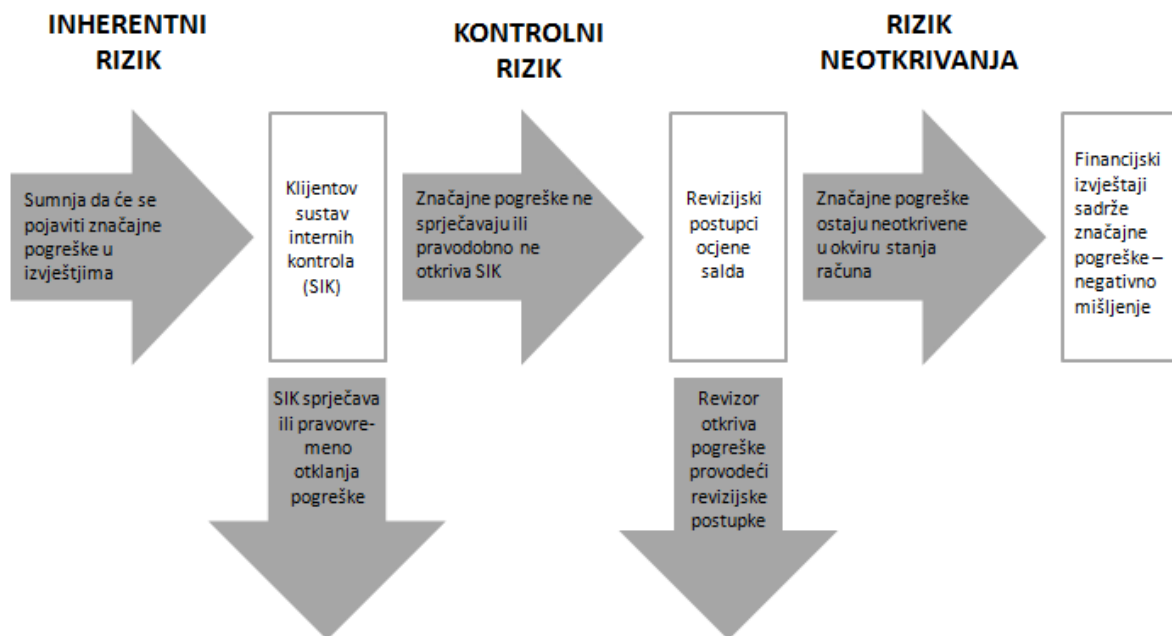 INHERENTNI
RIZIK
KONTROLNI
RIZIK
RIZIK
NEOTKRIVANJA
Sumnja da će se
pojaviti značajne
pogreške u
izvještjima
Klijentov
sustav
internih
kontrola
(SIK)
Značajne pogreške ne
sprječavaju ili
pravodobno ne
otkriva SIK
Revizijski
postupci
ocjene
salda
Značajne pogreške
ostaju neotkrivene
u okviru stanja
računa
Financijski
izvještaji
sadrže
značajne
pogreške –
negativno
mišljenje
SIK sprječava
ili pravovre-
meno
otklanja
pogreške
Revizor
otkriva
pogreške
provodeći
revizijske
postupke